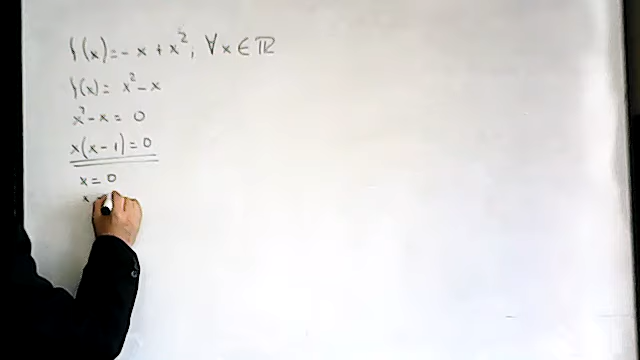 f(x)=-x+x², ∀x∈ℝ
f(x)=x²-x
x²-x=0
x(x-1)=0
x=0
x